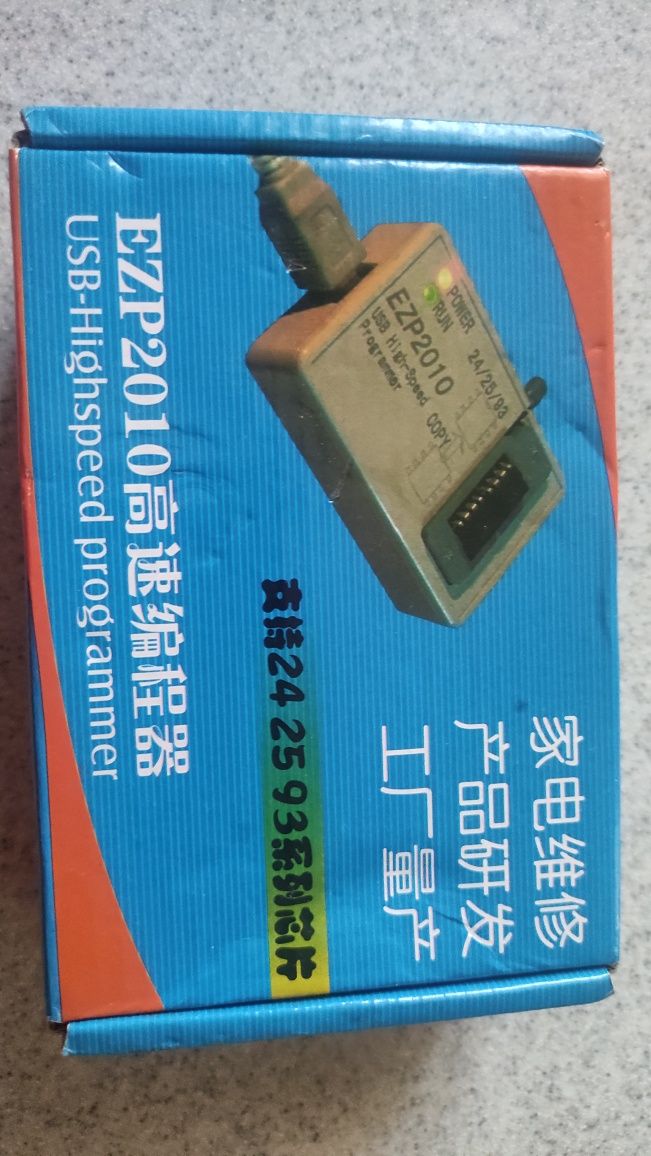 家电维修
产品研发
工厂量产
POWER
RUN
24/25/93
EZP2010
USB High-Speed
Programmer
COPY
支持24 25 93系列芯片
EZP2010高速编程器
USB-Highspeed programmer